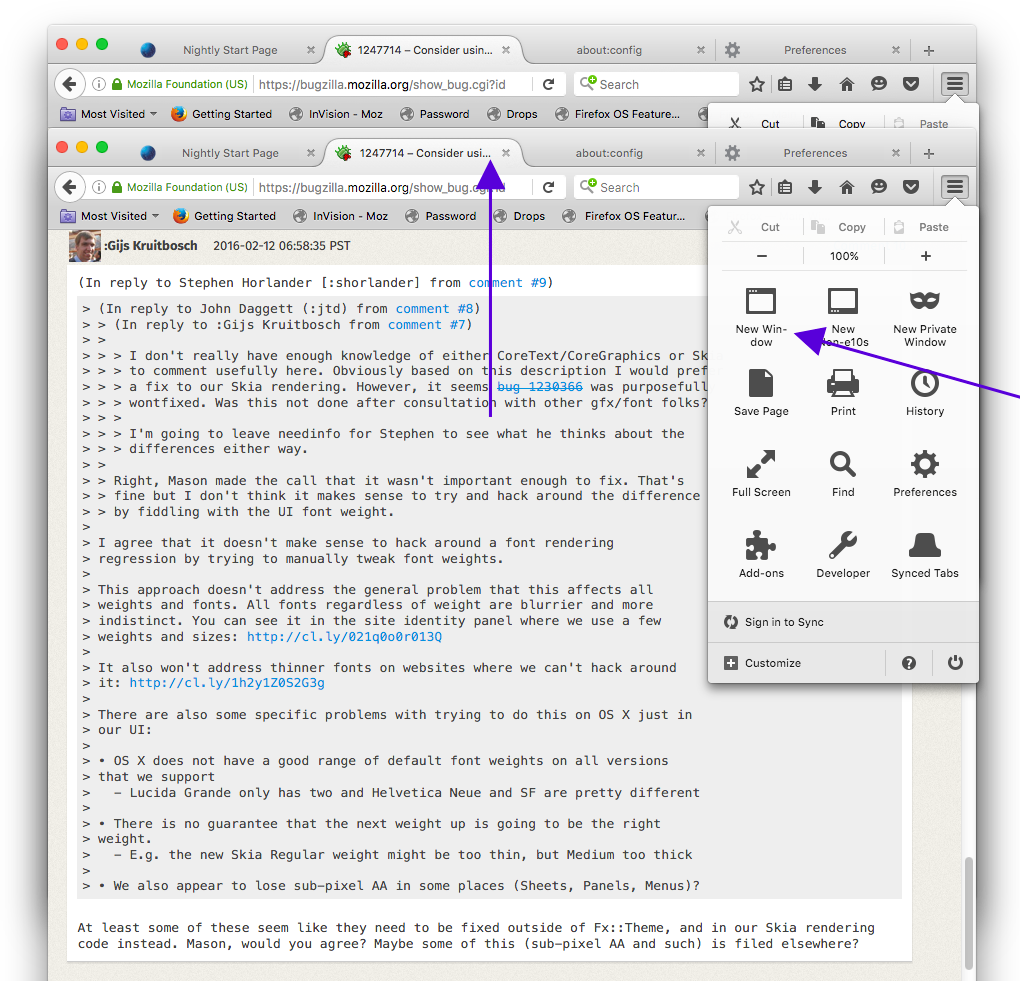 Nightly Start Page
1247714 – Consider usin...
about:config
Preferences
Mozilla Foundation (US)
https://bugzilla.mozilla.org/show_bug.cgi?id
Search
Most Visited
Getting Started
InVision - Moz
Password
Drops
Firefox OS Feature...
Cut
Copy
Paste
Nightly Start Page
1247714 – Consider usi...
about:config
Preferences
Mozilla Foundation (US)
https://bugzilla.mozilla.org/show_bug.cgi?id
Search
Most Visited
Getting Started
InVision - Moz
Password
Drops
Firefox OS Featur...
Cut
Copy
Paste
− 100% +
New Win-
dow
New
non-e10s
New Private
Window
Save Page
Print
History
Full Screen
Find
Preferences
Add-ons
Developer
Synced Tabs
Sign in to Sync
Customize
:Gijs Kruitbosch 2016-02-12 06:58:35 PST
(In reply to Stephen Horlander [:shorlander] from comment #9)
> (In reply to John Daggett (:jtd) from comment #8)
> > (In reply to :Gijs Kruitbosch from comment #7)
> >
> > > I don't really have enough knowledge of either CoreText/CoreGraphics or Sk
> > > to comment usefully here. Obviously based on this description I would pref
> > > a fix to our Skia rendering. However, it seems bug 1230366 was purposefull
> > > wontfixed. Was this not done after consultation with other gfx/font folks?
> > >
> > > I'm going to leave needinfo for Stephen to see what he thinks about the
> > > differences either way.
> >
> > Right, Mason made the call that it wasn't important enough to fix. That's
> > fine but I don't think it makes sense to try and hack around the difference
> > by fiddling with the UI font weight.
>
> I agree that it doesn't make sense to hack around a font rendering
> regression by trying to manually tweak font weights.
>
> This approach doesn't address the general problem that this affects all
> weights and fonts. All fonts regardless of weight are blurrier and more
> indistinct. You can see it in the site identity panel where we use a few
> weights and sizes: http://cl.ly/021q0o0r013Q
>
> It also won't address thinner fonts on websites where we can't hack around
> it: http://cl.ly/1h2y1Z0S2G3g
>
> There are also some specific problems with trying to do this on OS X just in
> our UI:
>
> • OS X does not have a good range of default font weights on all versions
> that we support
>   – Lucida Grande only has two and Helvetica Neue and SF are pretty different
>
> • There is no guarantee that the next weight up is going to be the right
> weight.
>   – E.g. the new Skia Regular weight might be too thin, but Medium too thick
>
> • We also appear to lose sub-pixel AA in some places (Sheets, Panels, Menus)?
At least some of these seem like they need to be fixed outside of Fx::Theme, and in our Skia rendering
code instead. Mason, would you agree? Maybe some of this (sub-pixel AA and such) is filed elsewhere?